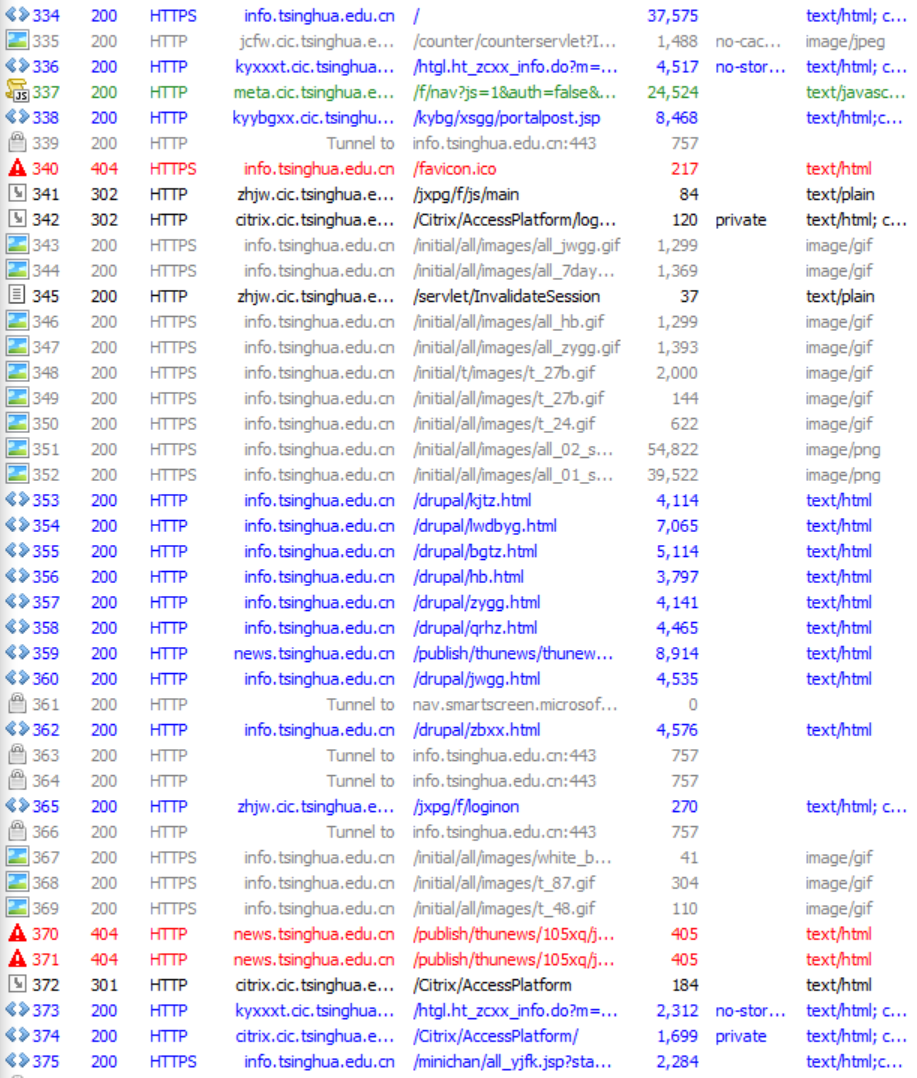 334 200 HTTPS info.tsinghua.edu.cn / 37,575 text/html; c...
335 200 HTTP jcfw.cic.tsinghua.e... /counter/counterservlet?I... 1,488 no-cac... image/jpeg
336 200 HTTP kyxxxt.cic.tsinghua... /htgl.ht_zcxx_info.do?m=... 4,517 no-stor... text/html; c...
337 200 HTTP meta.cic.tsinghua.e... /f/nav?js=1&auth=false&... 24,524 text/javasc...
338 200 HTTP kyybgxx.cic.tsinghu... /kybg/xsgg/portalpost.jsp 8,468 text/html;c...
339 200 HTTP Tunnel to info.tsinghua.edu.cn:443 757
340 404 HTTPS info.tsinghua.edu.cn /favicon.ico 217 text/html
341 302 HTTP zhjw.cic.tsinghua.e... /jxpg/f/js/main 84 text/plain
342 302 HTTP citrix.cic.tsinghua.e... /Citrix/AccessPlatform/log... 120 private text/html; c...
343 200 HTTPS info.tsinghua.edu.cn /initial/all/images/all_jwgg.gif 1,299 image/gif
344 200 HTTPS info.tsinghua.edu.cn /initial/all/images/all_7day... 1,369 image/gif
345 200 HTTP zhjw.cic.tsinghua.e... /servlet/InvalidateSession 37 text/plain
346 200 HTTPS info.tsinghua.edu.cn /initial/all/images/all_hb.gif 1,299 image/gif
347 200 HTTPS info.tsinghua.edu.cn /initial/all/images/all_zygg.gif 1,393 image/gif
348 200 HTTPS info.tsinghua.edu.cn /initial/t/images/t_27b.gif 2,000 image/gif
349 200 HTTPS info.tsinghua.edu.cn /initial/all/images/t_27b.gif 144 image/gif
350 200 HTTPS info.tsinghua.edu.cn /initial/all/images/t_24.gif 622 image/gif
351 200 HTTPS info.tsinghua.edu.cn /initial/all/images/all_02_s... 54,822 image/png
352 200 HTTPS info.tsinghua.edu.cn /initial/all/images/all_01_s... 39,522 image/png
353 200 HTTP info.tsinghua.edu.cn /drupal/kjtz.html 4,114 text/html
354 200 HTTP info.tsinghua.edu.cn /drupal/lwdbyg.html 7,065 text/html
355 200 HTTP info.tsinghua.edu.cn /drupal/bgtz.html 5,114 text/html
356 200 HTTP info.tsinghua.edu.cn /drupal/hb.html 3,797 text/html
357 200 HTTP info.tsinghua.edu.cn /drupal/zygg.html 4,141 text/html
358 200 HTTP info.tsinghua.edu.cn /drupal/qrhz.html 4,465 text/html
359 200 HTTP news.tsinghua.edu.cn /publish/thunews/thunew... 8,914 text/html
360 200 HTTP info.tsinghua.edu.cn /drupal/jwgg.html 4,535 text/html
361 200 HTTP Tunnel to nav.smartscreen.microsof... 0
362 200 HTTP info.tsinghua.edu.cn /drupal/zbxx.html 4,576 text/html
363 200 HTTP Tunnel to info.tsinghua.edu.cn:443 757
364 200 HTTP Tunnel to info.tsinghua.edu.cn:443 757
365 200 HTTP zhjw.cic.tsinghua.e... /jxpg/f/loginon 270 text/html; c...
366 200 HTTP Tunnel to info.tsinghua.edu.cn:443 757
367 200 HTTPS info.tsinghua.edu.cn /initial/all/images/white_b... 41 image/gif
368 200 HTTPS info.tsinghua.edu.cn /initial/all/images/t_87.gif 304 image/gif
369 200 HTTPS info.tsinghua.edu.cn /initial/all/images/t_48.gif 110 image/gif
370 404 HTTP news.tsinghua.edu.cn /publish/thunews/105xq/j... 405 text/html
371 404 HTTP news.tsinghua.edu.cn /publish/thunews/105xq/j... 405 text/html
372 301 HTTP citrix.cic.tsinghua.e... /Citrix/AccessPlatform 184 text/html
373 200 HTTP kyxxxt.cic.tsinghua... /htgl.ht_zcxx_info.do?m=... 2,312 no-stor... text/html; c...
374 200 HTTP citrix.cic.tsinghua.e... /Citrix/AccessPlatform/ 1,699 private text/html; c...
375 200 HTTPS info.tsinghua.edu.cn /minichan/all_yjfk.jsp?sta... 2,284 text/html;c...